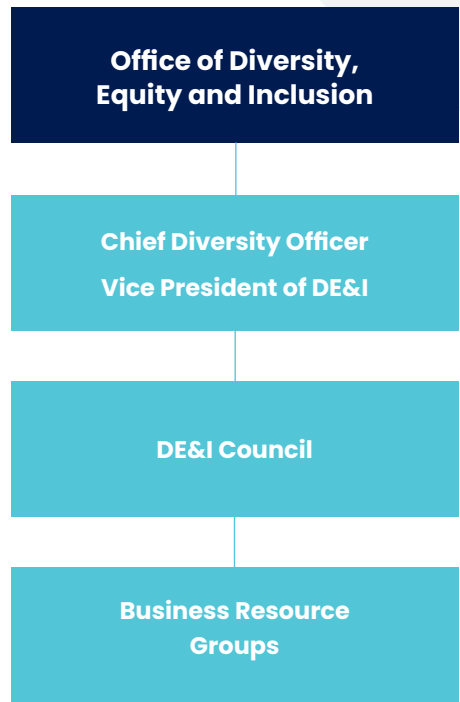 Office of Diversity,
Equity and Inclusion
Chief Diversity Officer
Vice President of DE&I
DE&I Council
Business Resource
Groups